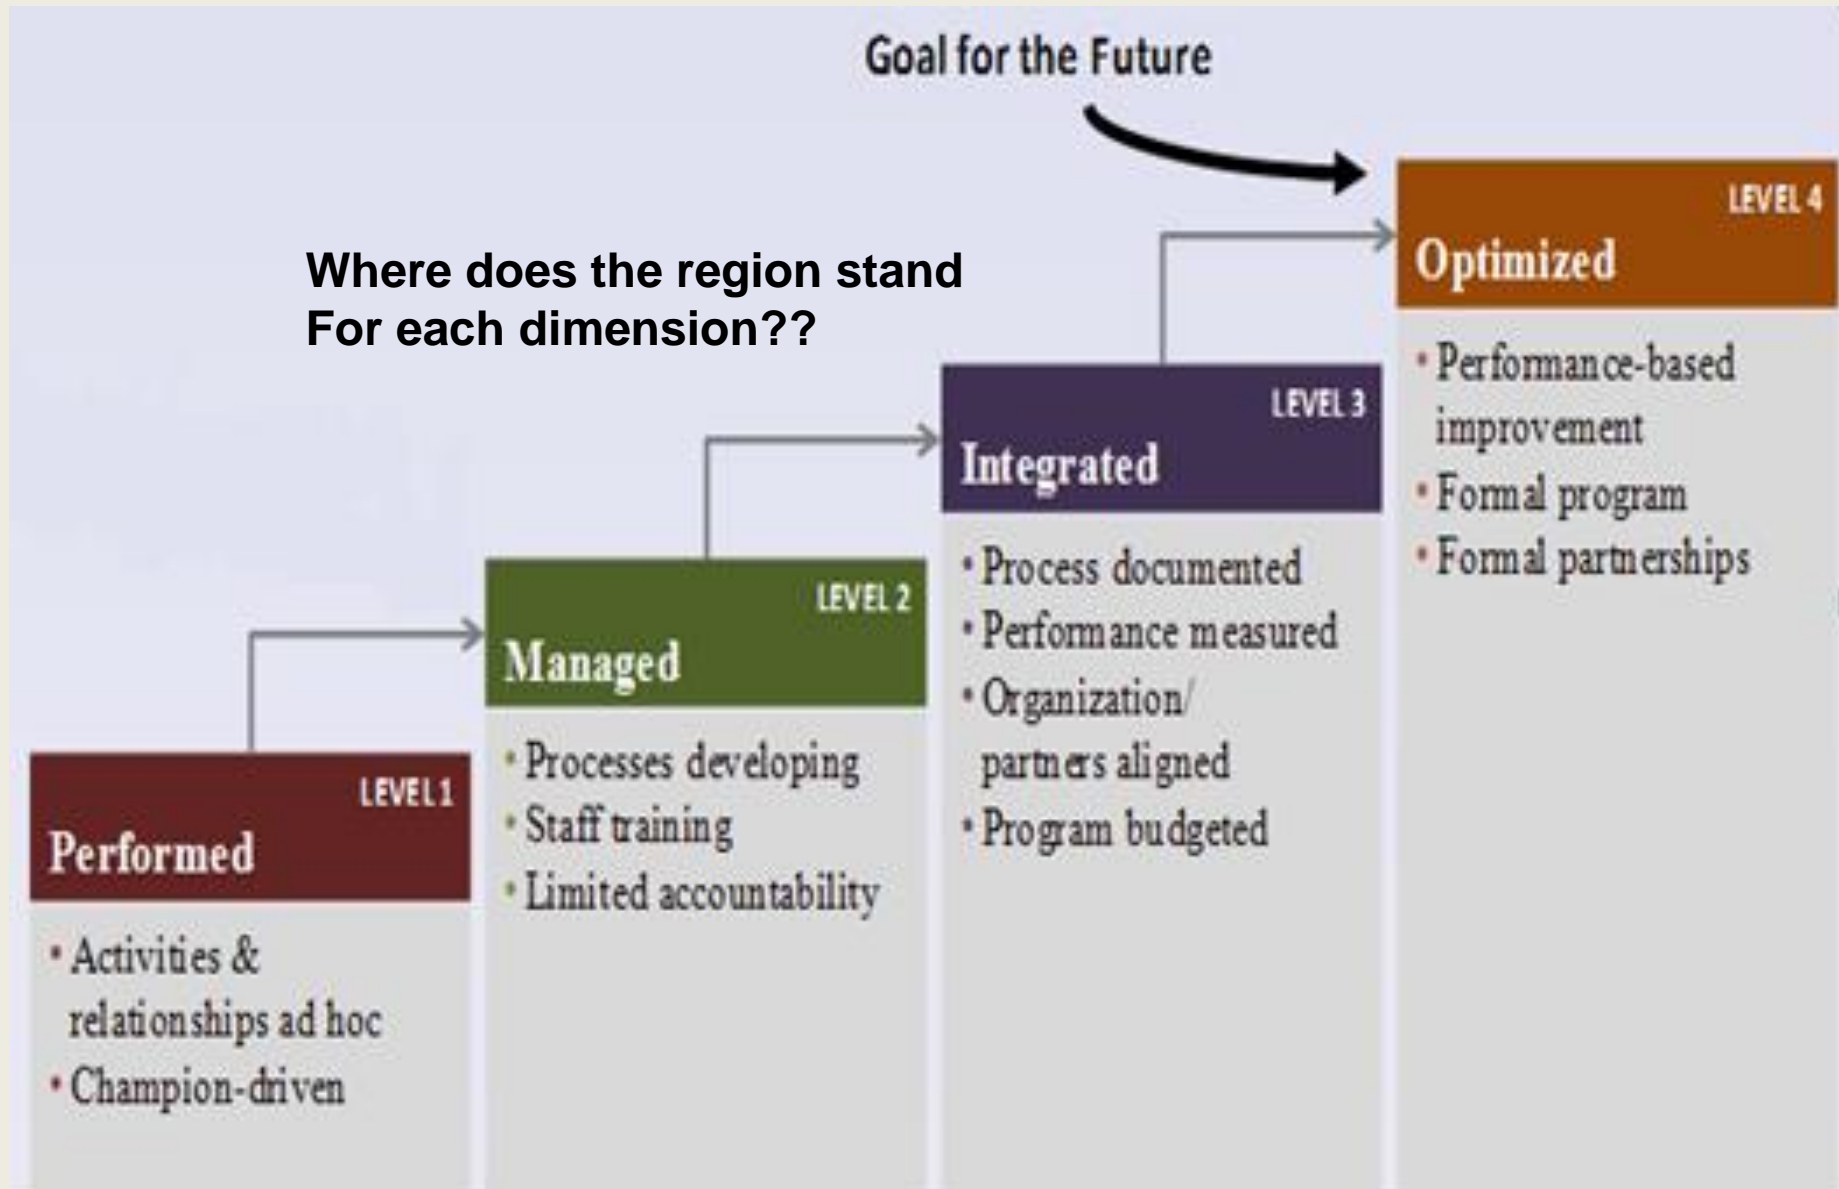 Goal for the Future
Where does the region stand
For each dimension??
LEVEL 1
Performed
• Activities &
relationships ad hoc
• Champion-driven
LEVEL 2
Managed
• Processes developing
• Staff training
• Limited accountability
LEVEL 3
Integrated
• Process documented
• Performance measured
• Organization/
partners aligned
• Program budgeted
LEVEL 4
Optimized
• Performance-based
improvement
• Formal program
• Formal partnerships